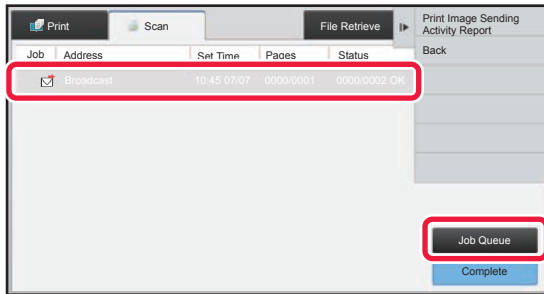 Print
Scan
File Retrieve
Print Image Sending
Activity Report
Back
Job Address Set Time Pages Status
Broadcast 10:45 07/07 0000/0001 0000/0002 OK
Job Queue
Complete